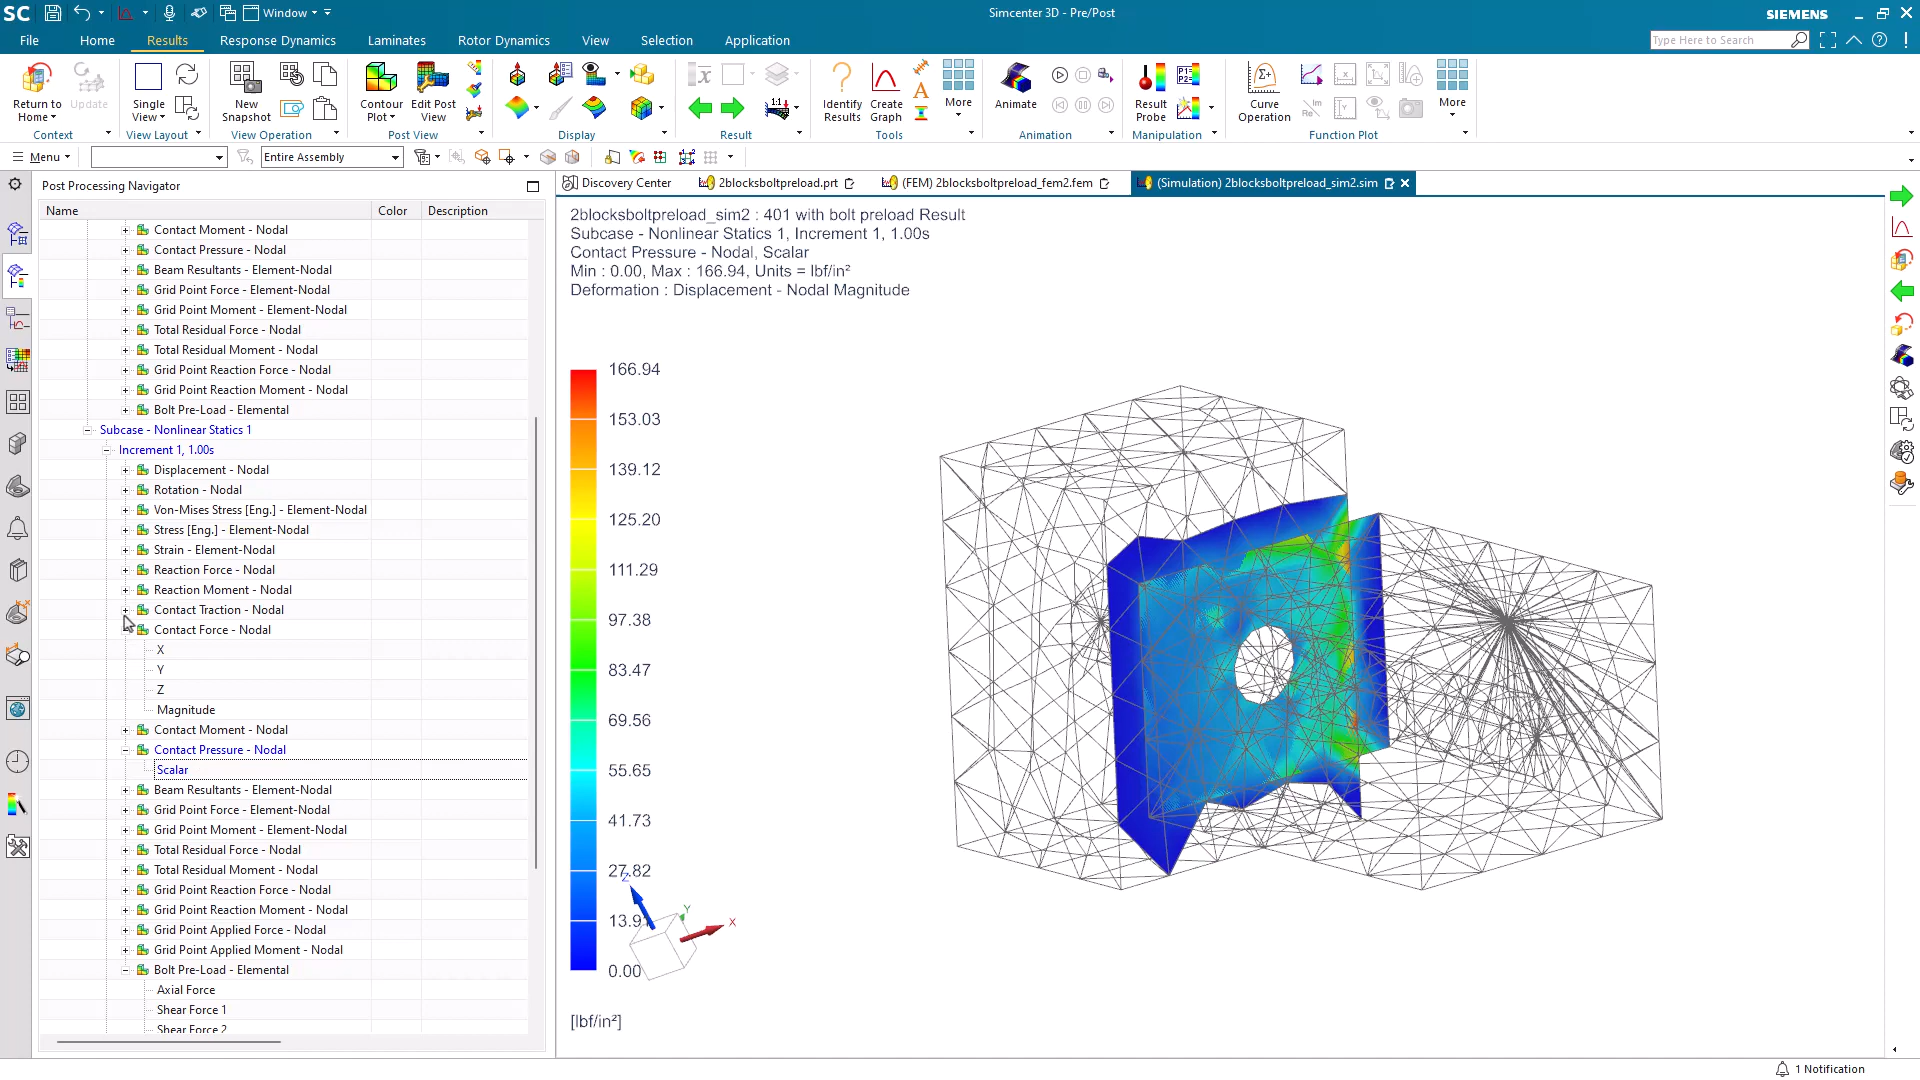 SC
Window
Simcenter 3D - Pre/Post
SIEMENS
File
Home
Results
Response Dynamics
Laminates
Rotor Dynamics
View
Selection
Application
Type Here to Search
Return to Home
Update
Single View
New Snapshot
Contour Plot
Edit Post View
Identify Results
Create Graph
More
Animate
Result Probe
Curve Operation
More
Context
View Layout
View Operation
Post View
Display
Result
Tools
Animation
Manipulation
Function Plot
Menu
Entire Assembly
Post Processing Navigator
Discovery Center
2blocksboltpreload.prt
(FEM) 2blocksboltpreload_fem2.fem
(Simulation) 2blocksboltpreload_sim2.sim
Name
Color
Description
Contact Moment - Nodal
Contact Pressure - Nodal
Beam Resultants - Element-Nodal
Grid Point Force - Element-Nodal
Grid Point Moment - Element-Nodal
Total Residual Force - Nodal
Total Residual Moment - Nodal
Grid Point Reaction Force - Nodal
Grid Point Reaction Moment - Nodal
Bolt Pre-Load - Elemental
Subcase - Nonlinear Statics 1
Increment 1, 1.00s
Displacement - Nodal
Rotation - Nodal
Von-Mises Stress [Eng.] - Element-Nodal
Stress [Eng.] - Element-Nodal
Strain - Element-Nodal
Reaction Force - Nodal
Reaction Moment - Nodal
Contact Traction - Nodal
Contact Force - Nodal
X
Y
Z
Magnitude
Contact Moment - Nodal
Contact Pressure - Nodal
Scalar
Beam Resultants - Element-Nodal
Grid Point Force - Element-Nodal
Grid Point Moment - Element-Nodal
Total Residual Force - Nodal
Total Residual Moment - Nodal
Grid Point Reaction Force - Nodal
Grid Point Reaction Moment - Nodal
Grid Point Applied Force - Nodal
Grid Point Applied Moment - Nodal
Bolt Pre-Load - Elemental
Axial Force
Shear Force 1
Shear Force 2
2blocksboltpreload_sim2 : 401 with bolt preload Result
Subcase - Nonlinear Statics 1, Increment 1, 1.00s
Contact Pressure - Nodal, Scalar
Min : 0.00, Max : 166.94, Units = lbf/in²
Deformation : Displacement - Nodal Magnitude
166.94
153.03
139.12
125.20
111.29
97.38
83.47
69.56
55.65
41.73
27.82
13.91
0.00
[lbf/in²]
Z
Y
X
1 Notification